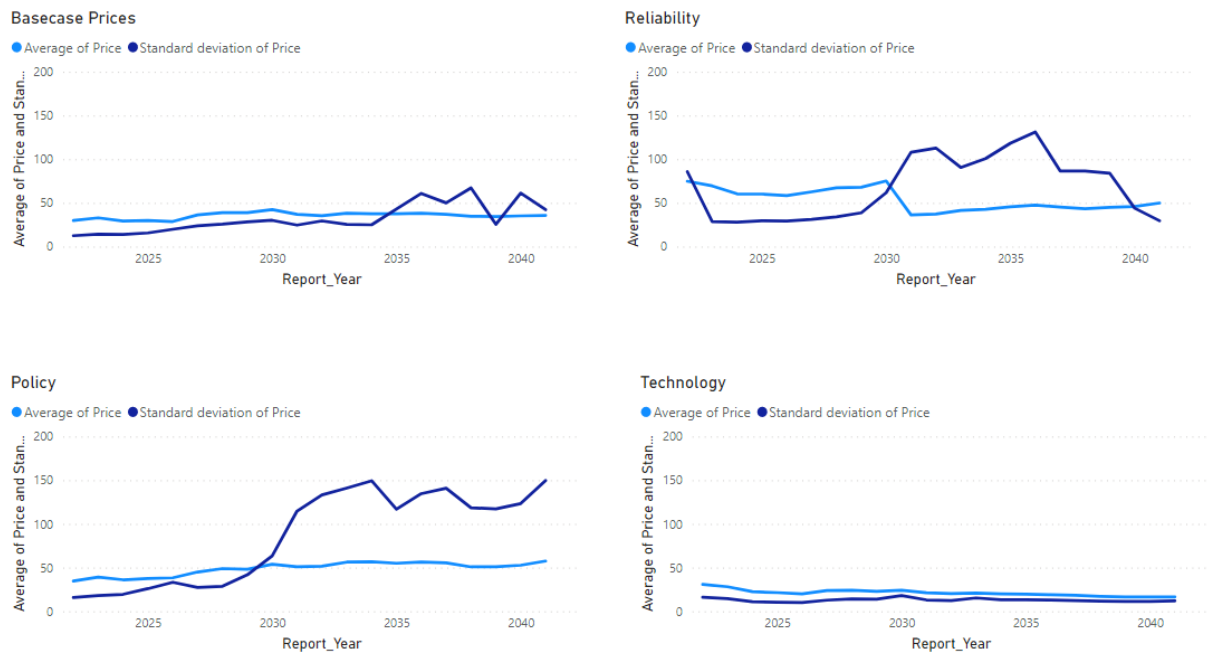 Basecase Prices
Average of Price Standard deviation of Price
Average of Price and Stan...
200
150
100
50
0
2025 2030 2035 2040
Report_Year
Reliability
Average of Price Standard deviation of Price
Average of Price and Stan...
200
150
100
50
0
2025 2030 2035 2040
Report_Year
Policy
Average of Price Standard deviation of Price
Average of Price and Stan...
200
150
100
50
0
2025 2030 2035 2040
Report_Year
Technology
Average of Price Standard deviation of Price
Average of Price and Stan...
200
150
100
50
0
2025 2030 2035 2040
Report_Year